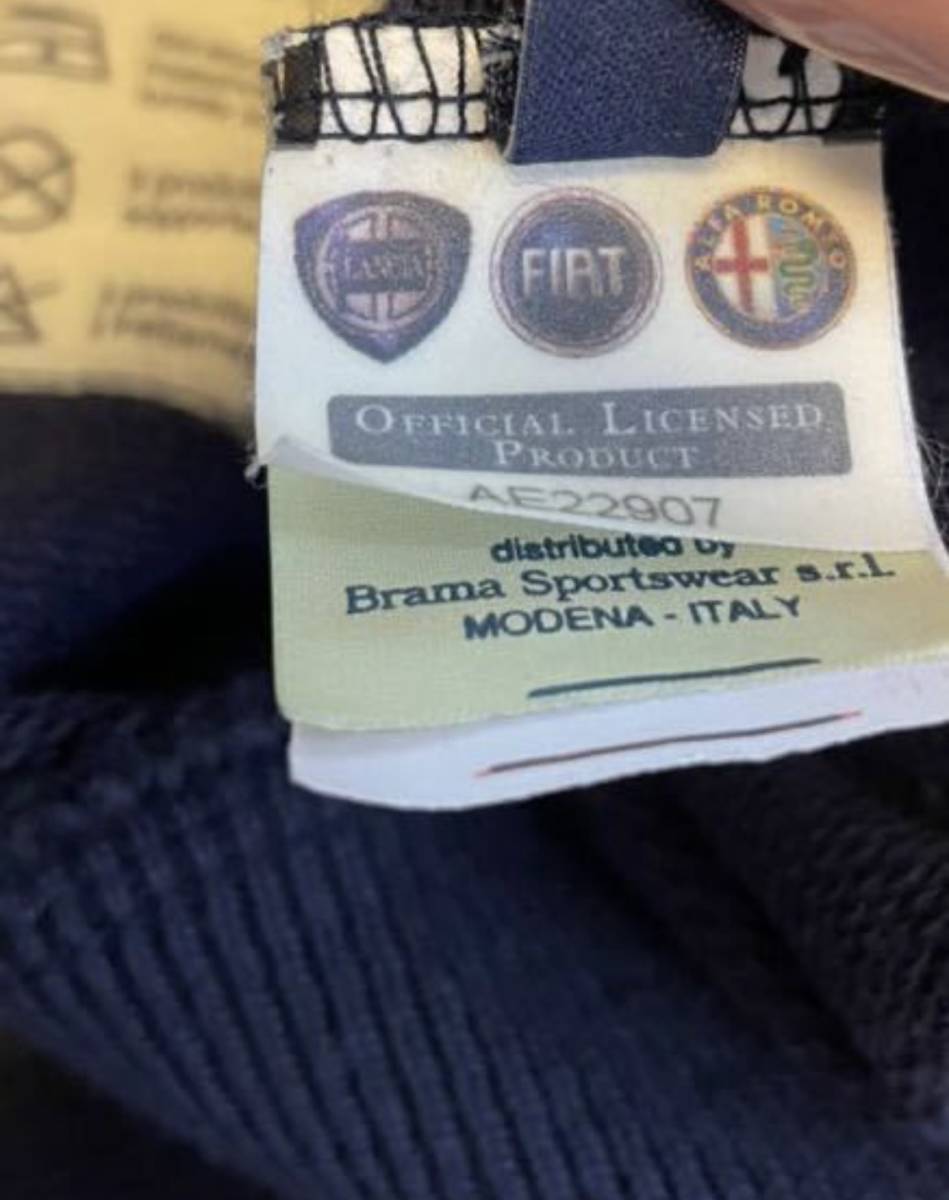 LANCIA
FIAT
ALFA ROMEO
OFFICIAL LICENSED
PRODUCT
AE22907
distributed by
Brama Sportswear s.r.l.
MODENA - ITALY